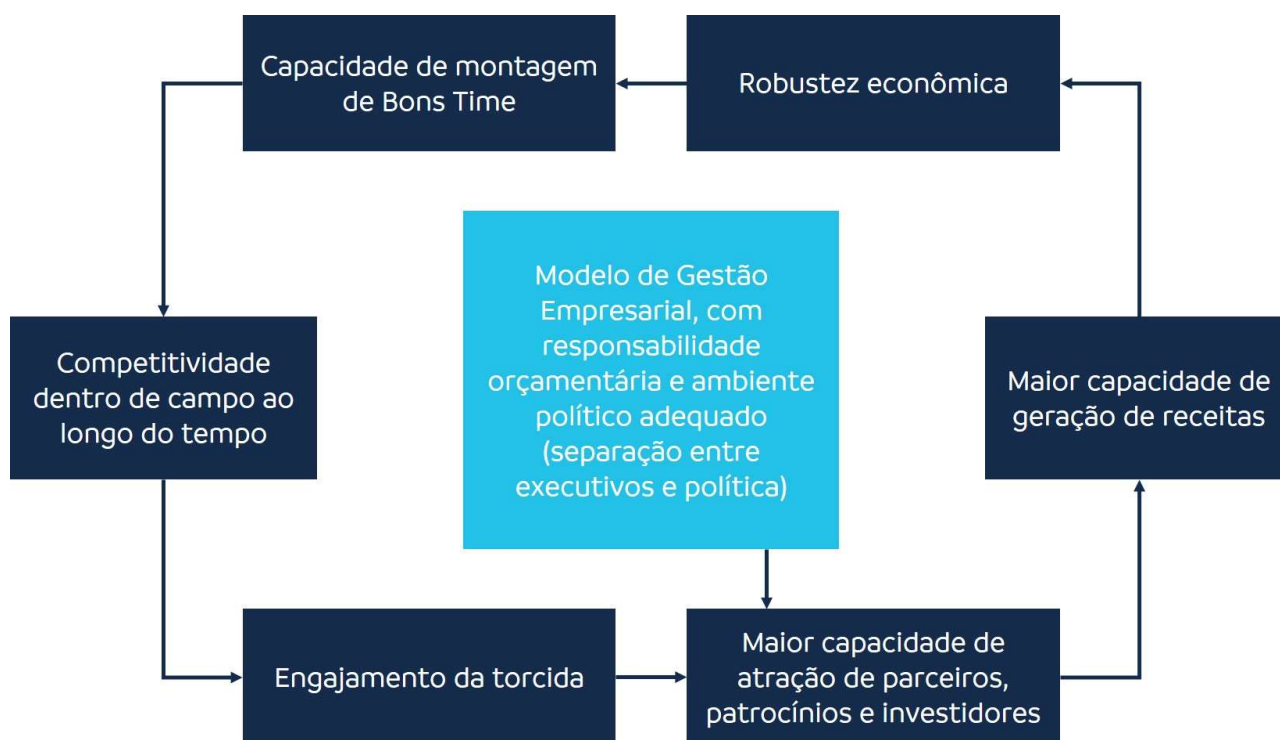 Capacidade de montagem
de Bons Time
Robustez econômica
Modelo de Gestão
Empresarial, com
responsabilidade
orçamentária e ambiente
político adequado
(separação entre
executivos e política)
Competitividade
dentro de campo ao
longo do tempo
Maior capacidade de
geração de receitas
Engajamento da torcida
Maior capacidade de
atração de parceiros,
patrocínios e investidores